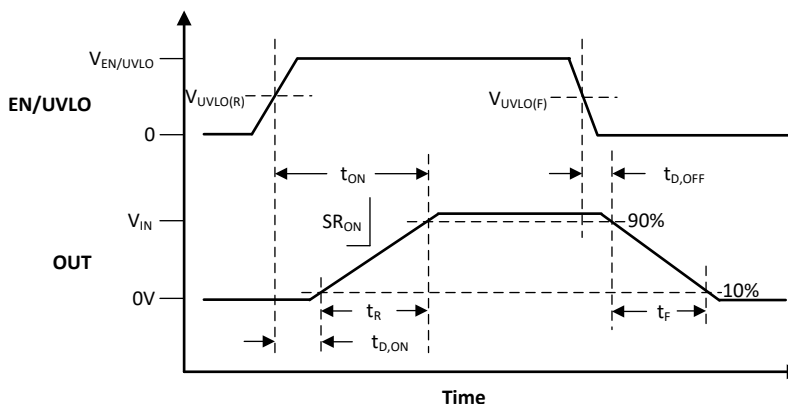 V_EN/UVLO
V_UVLO(R)
V_UVLO(F)
EN/UVLO
0
t_ON
t_D,OFF
V_IN
SR_ON
90%
OUT
0V
10%
t_R
t_F
t_D,ON
Time